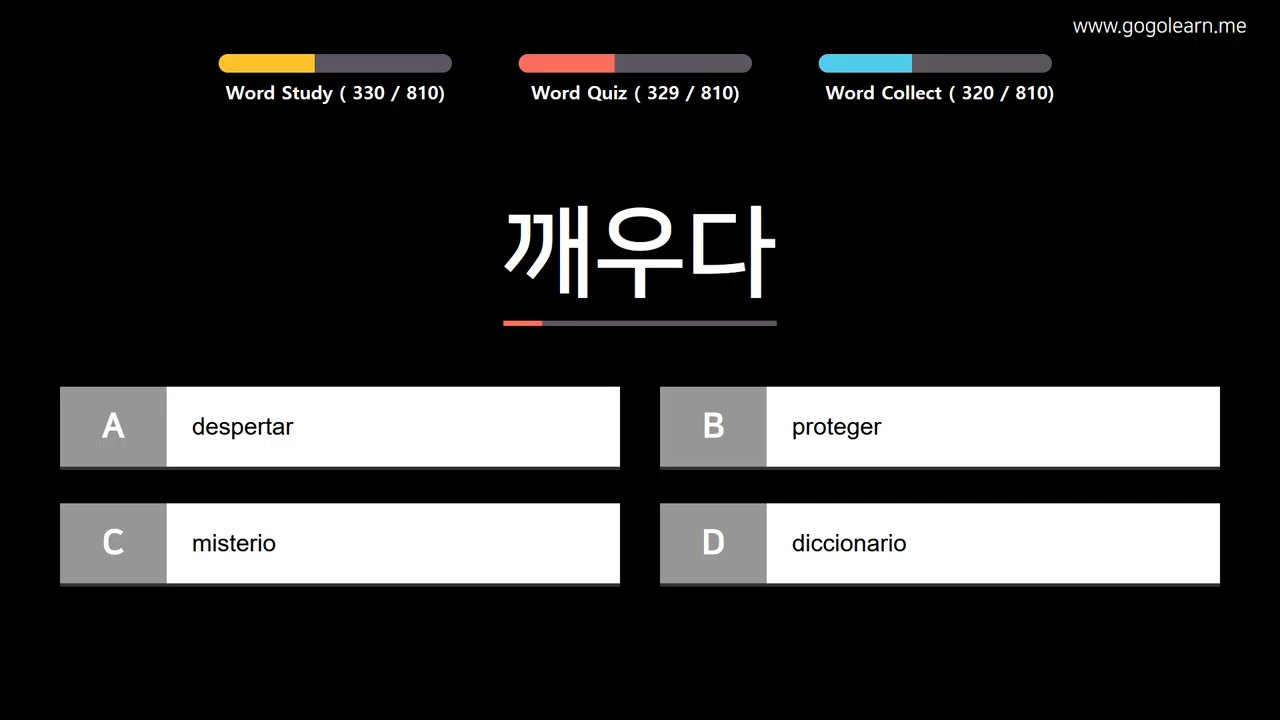 www.gogolearn.me
Word Study ( 330 / 810)
Word Quiz ( 329 / 810)
Word Collect ( 320 / 810)
깨우다
A despertar
B proteger
C misterio
D diccionario